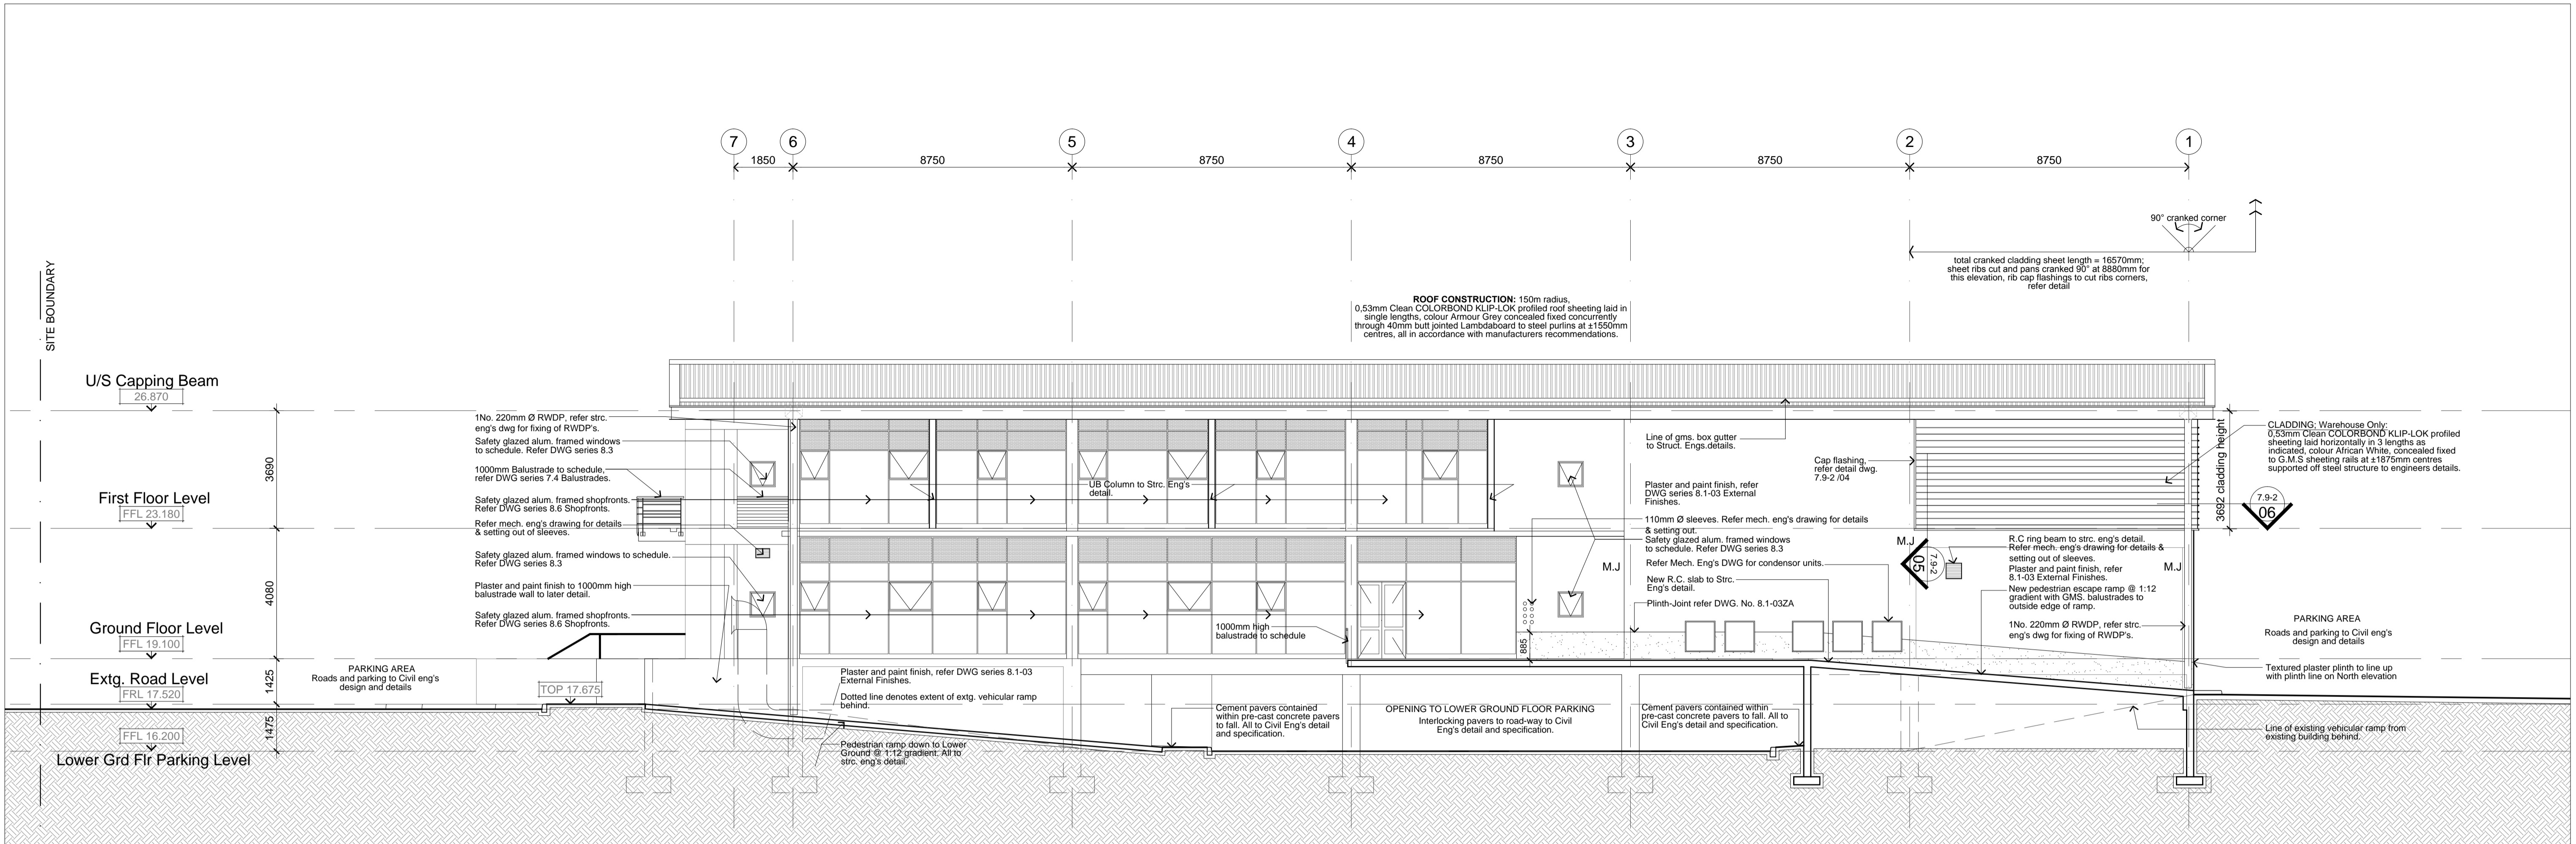 7
6
5
4
3
2
1
1850
8750
8750
8750
8750
8750
90° cranked corner
total cranked cladding sheet length = 16570mm;
sheet ribs cut and pans cranked 90° at 8880mm for
this elevation, rib cap flashings to cut ribs corners,
refer detail
SITE BOUNDARY
ROOF CONSTRUCTION: 150m radius,
0,53mm Clean COLORBOND KLIP-LOK profiled roof sheeting laid in
single lengths, colour Armour Grey concealed fixed concurrently
through 40mm butt jointed Lambdaboard to steel purlins at ±1550mm
centres, all in accordance with manufacturers recommendations.
U/S Capping Beam
26.870
3690
First Floor Level
FFL 23.180
4080
Ground Floor Level
FFL 19.100
1425
Extg. Road Level
FRL 17.520
1475
FFL 16.200
Lower Grd Flr Parking Level
PARKING AREA
Roads and parking to Civil eng's
design and details
TOP 17.675
1No. 220mm Ø RWDP, refer strc.
eng's dwg for fixing of RWDP's.
Safety glazed alum. framed windows
to schedule. Refer DWG series 8.3
1000mm Balustrade to schedule,
refer DWG series 7.4 Balustrades.
Safety glazed alum. framed shopfronts.
Refer DWG series 8.6 Shopfronts.
Refer mech. eng's drawing for details
& setting out of sleeves.
Safety glazed alum. framed windows to schedule.
Refer DWG series 8.3
Plaster and paint finish to 1000mm high
balustrade wall to later detail.
Safety glazed alum. framed shopfronts.
Refer DWG series 8.6 Shopfronts.
UB Column to Strc. Eng's
detail.
1000mm high
balustrade to schedule
885
Plaster and paint finish, refer DWG series 8.1-03
External Finishes.
Dotted line denotes extent of extg. vehicular ramp
behind.
Pedestrian ramp down to Lower
Ground @ 1:12 gradient. All to
strc. eng's detail.
Cement pavers contained
within pre-cast concrete pavers
to fall. All to Civil Eng's detail
and specification.
OPENING TO LOWER GROUND FLOOR PARKING
Interlocking pavers to road-way to Civil
Eng's detail and specification.
Cement pavers contained within
pre-cast concrete pavers to fall. All to
Civil Eng's detail and specification.
Line of gms. box gutter
to Struct. Engs.details.
Plaster and paint finish, refer
DWG series 8.1-03 External
Finishes.
110mm Ø sleeves. Refer mech. eng's drawing for details
& setting out.
Safety glazed alum. framed windows
to schedule. Refer DWG series 8.3
Refer Mech. Eng's DWG for condensor units.
New R.C. slab to Strc.
Eng's detail.
Plinth-Joint refer DWG. No. 8.1-03ZA
M.J
Cap flashing,
refer detail dwg.
7.9-2 /04
M.J
7.9-2
05
R.C ring beam to strc. eng's detail.
Refer mech. eng's drawing for details &
setting out of sleeves.
Plaster and paint finish, refer
8.1-03 External Finishes.
New pedestrian escape ramp @ 1:12
gradient with GMS. balustrades to
outside edge of ramp.
1No. 220mm Ø RWDP, refer strc.
eng's dwg for fixing of RWDP's.
M.J
3692 cladding height
CLADDING; Warehouse Only:
0,53mm Clean COLORBOND KLIP-LOK profiled
sheeting laid horizontally in 3 lengths as
indicated, colour African White, concealed fixed
to G.M.S sheeting rails at ±1875mm centres
supported off steel structure to engineers details.
7.9-2
06
PARKING AREA
Roads and parking to Civil eng's
design and details
Textured plaster plinth to line up
with plinth line on North elevation
Line of existing vehicular ramp from
existing building behind.